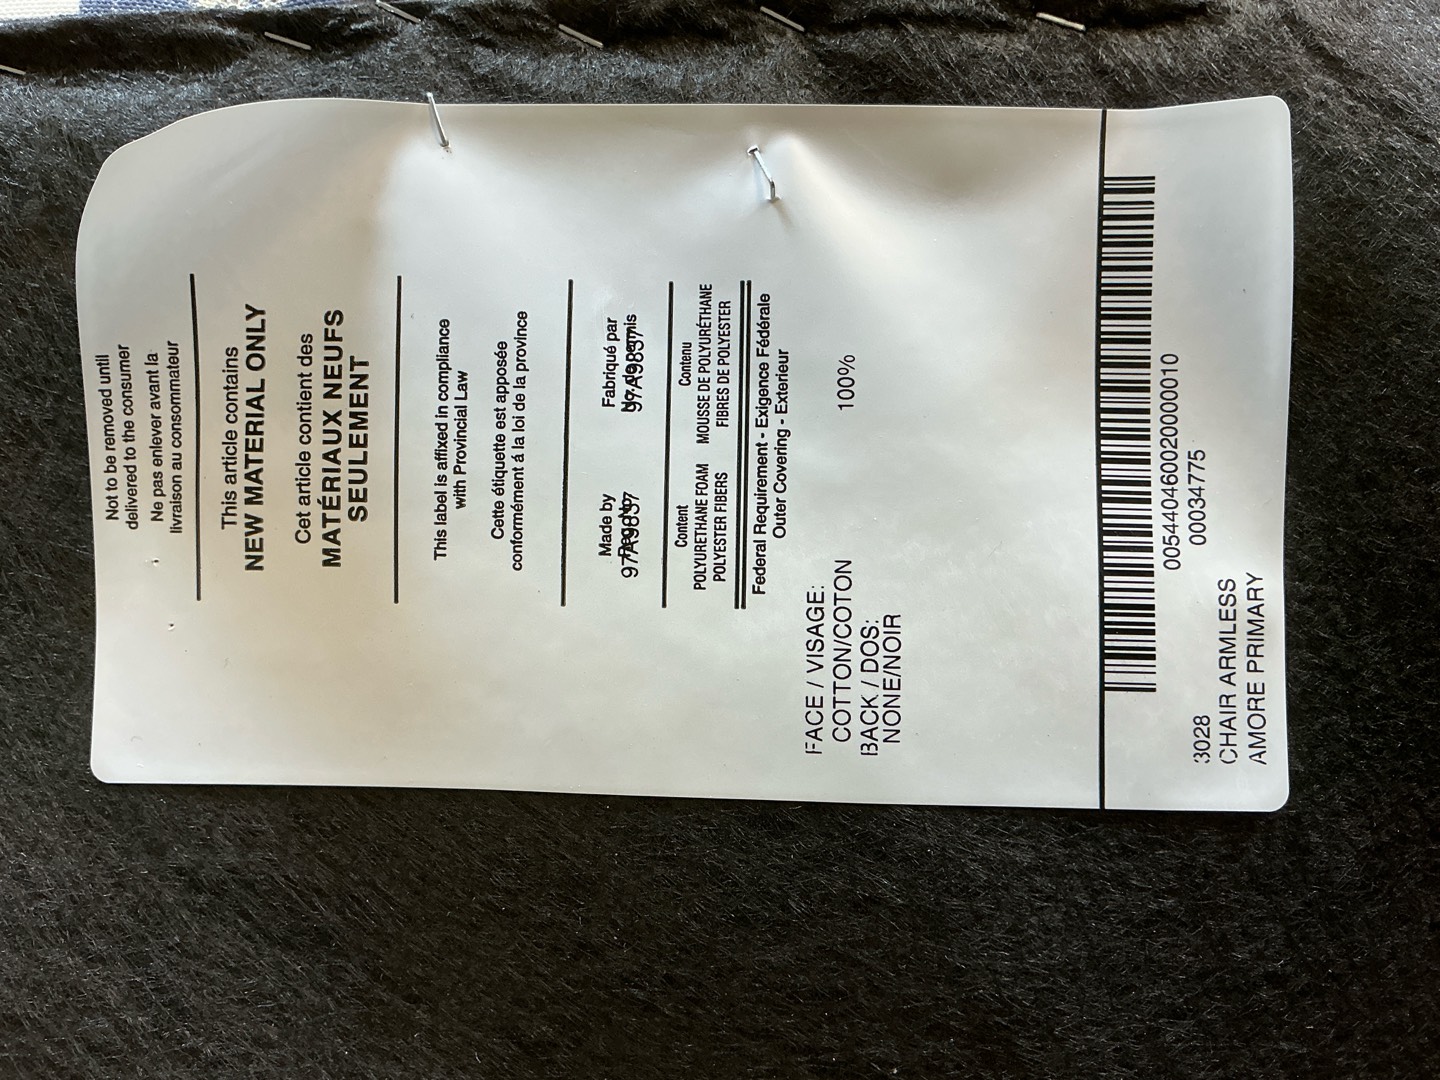 Not to be removed until
delivered to the consumer
Ne pas enlever avant la
livraison au consommateur
This article contains
NEW MATERIAL ONLY
Cet article contient des
MATÉRIAUX NEUFS
SEULEMENT
This label is affixed in compliance
with Provincial Law
Cette étiquette est apposée
conformément á la loi de la province
Made by
97A9837
Fabriqué par
97A9837
Content
POLYURETHANE FOAM
POLYESTER FIBERS
Contenu
MOUSSE DE POLYURÉTHANE
FIBRES DE POLYESTER
Federal Requirement - Exigence Fédérale
Outer Covering - Exterieur
FACE / VISAGE:
COTTON/COTON 100%
BACK / DOS:
NONE/NOIR
005440460020000010
00034775
3028
CHAIR ARMLESS
AMORE PRIMARY